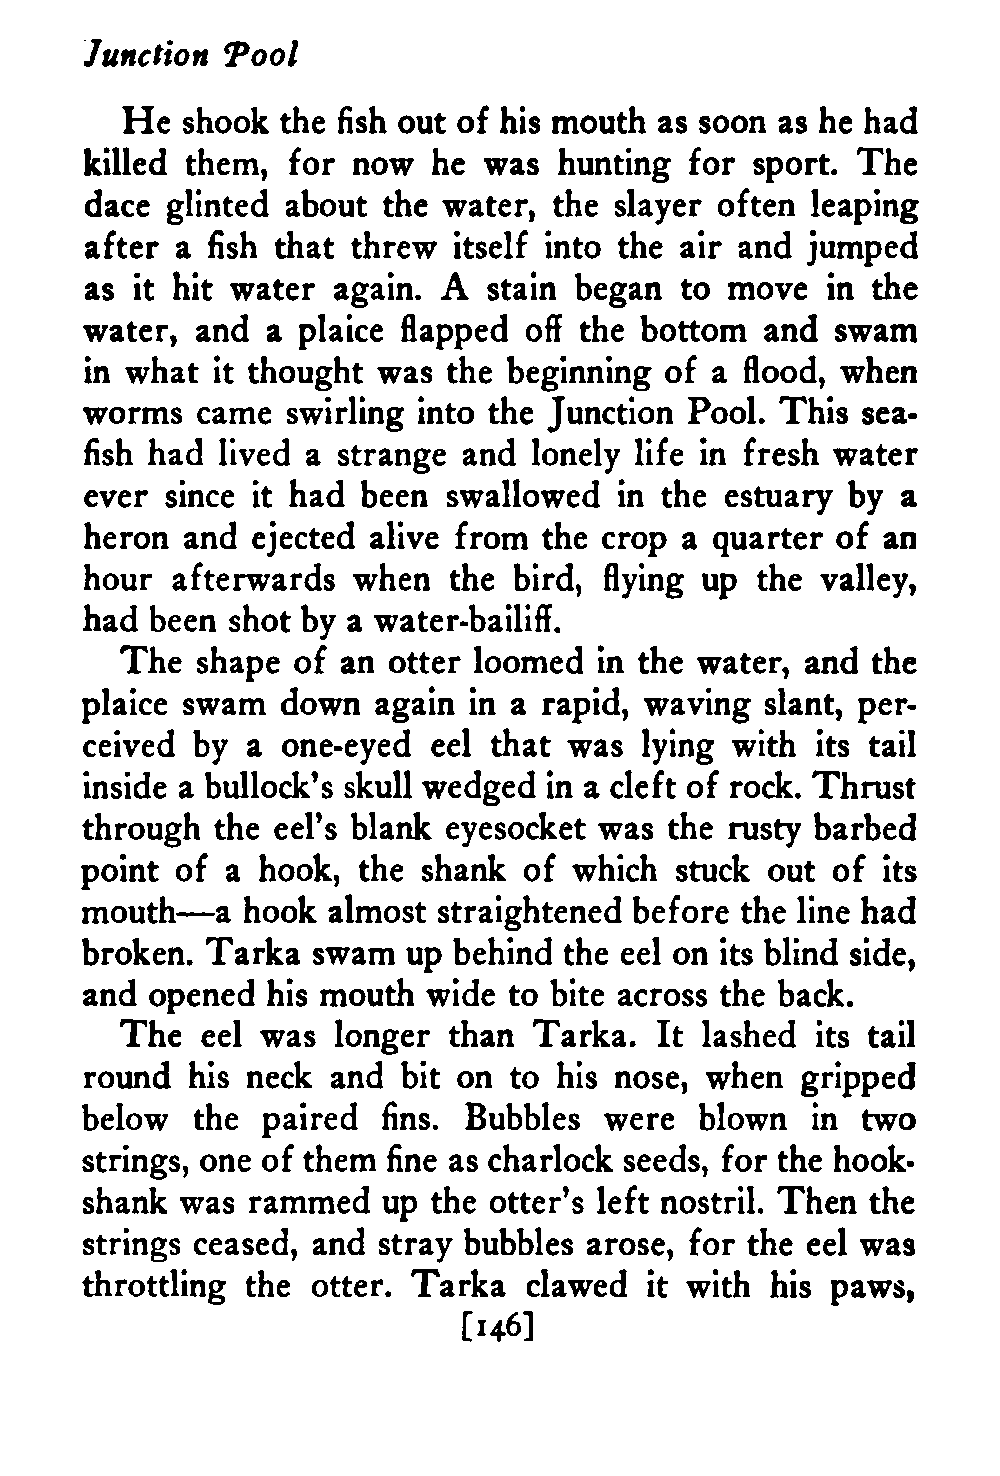 Junction Pool
He shook the fish out of his mouth as soon as he had
killed them, for now he was hunting for sport. The
dace glinted about the water, the slayer often leaping
after a fish that threw itself into the air and jumped
as it hit water again. A stain began to move in the
water, and a plaice flapped off the bottom and swam
in what it thought was the beginning of a flood, when
worms came swirling into the Junction Pool. This sea-
fish had lived a strange and lonely life in fresh water
ever since it had been swallowed in the estuary by a
heron and ejected alive from the crop a quarter of an
hour afterwards when the bird, flying up the valley,
had been shot by a water-bailiff.
The shape of an otter loomed in the water, and the
plaice swam down again in a rapid, waving slant, per-
ceived by a one-eyed eel that was lying with its tail
inside a bullock's skull wedged in a cleft of rock. Thrust
through the eel's blank eyesocket was the rusty barbed
point of a hook, the shank of which stuck out of its
mouth—a hook almost straightened before the line had
broken. Tarka swam up behind the eel on its blind side,
and opened his mouth wide to bite across the back.
The eel was longer than Tarka. It lashed its tail
round his neck and bit on to his nose, when gripped
below the paired fins. Bubbles were blown in two
strings, one of them fine as charlock seeds, for the hook-
shank was rammed up the otter's left nostril. Then the
strings ceased, and stray bubbles arose, for the eel was
throttling the otter. Tarka clawed it with his paws,
[146]